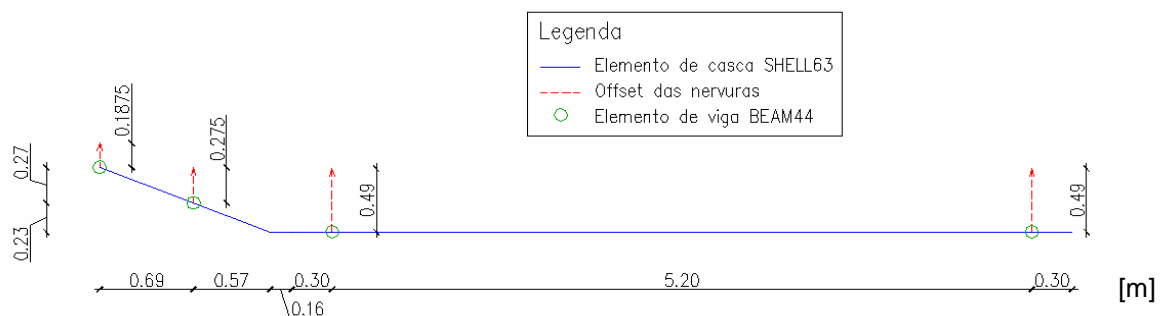 Legenda
Elemento de casca SHELL63
Offset das nervuras
Elemento de viga BEAM44
0.1875
0.275
0.27
0.23
0.49
0.49
0.69
0.57
0.30
5.20
0.30
0.16
[m]